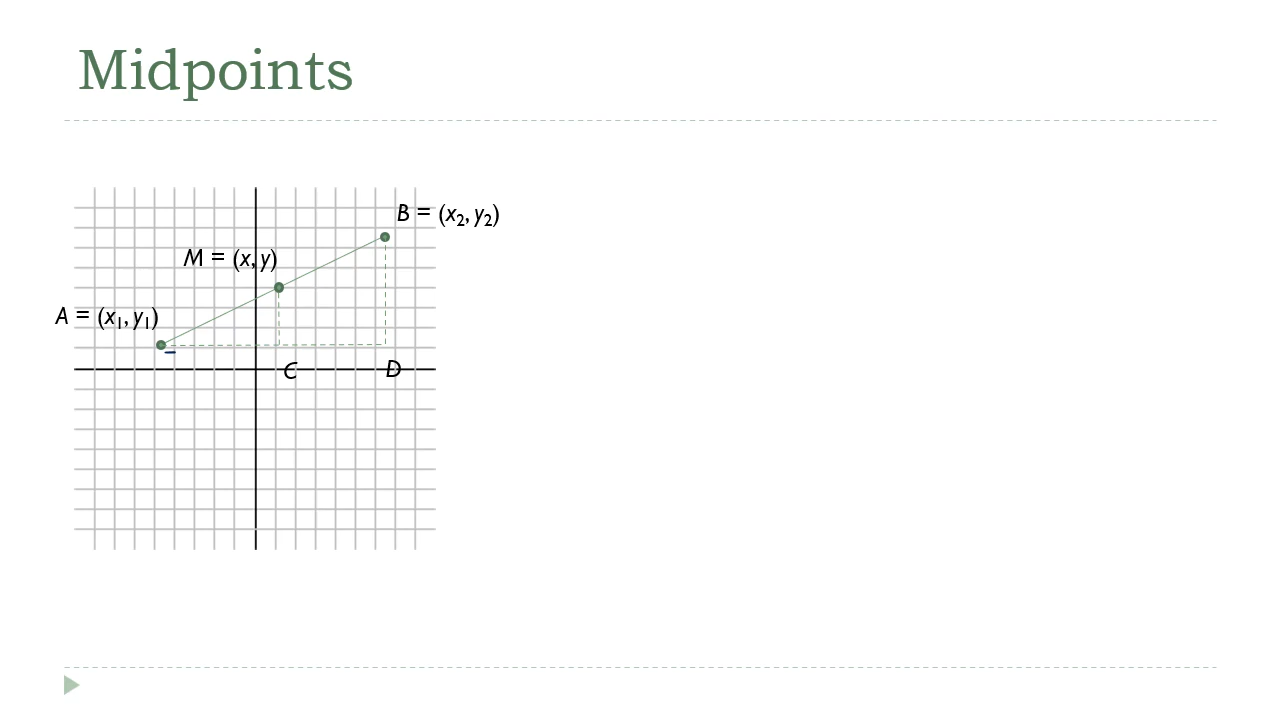 Midpoints
B = (x₂, y₂)
M = (x, y)
A = (x₁, y₁)
C
D